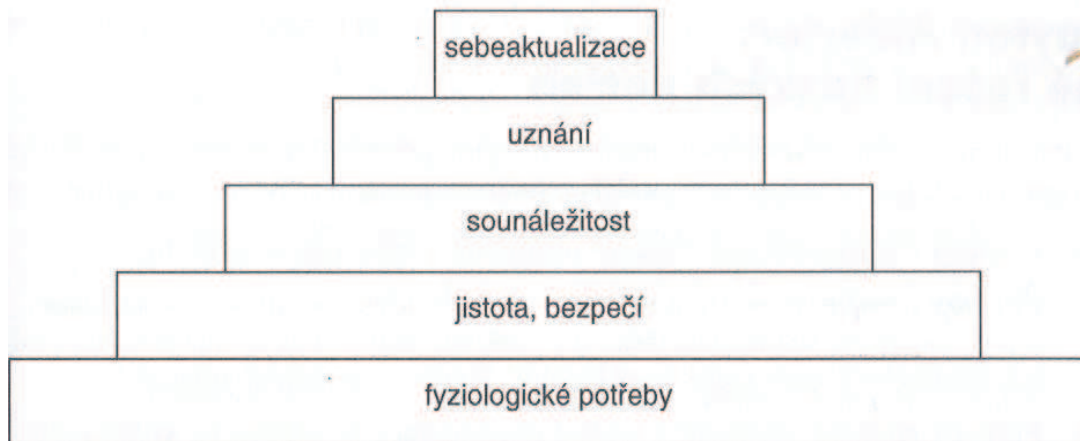 sebeaktualizace
uznání
sounáležitost
jistota, bezpečí
fyziologické potřeby